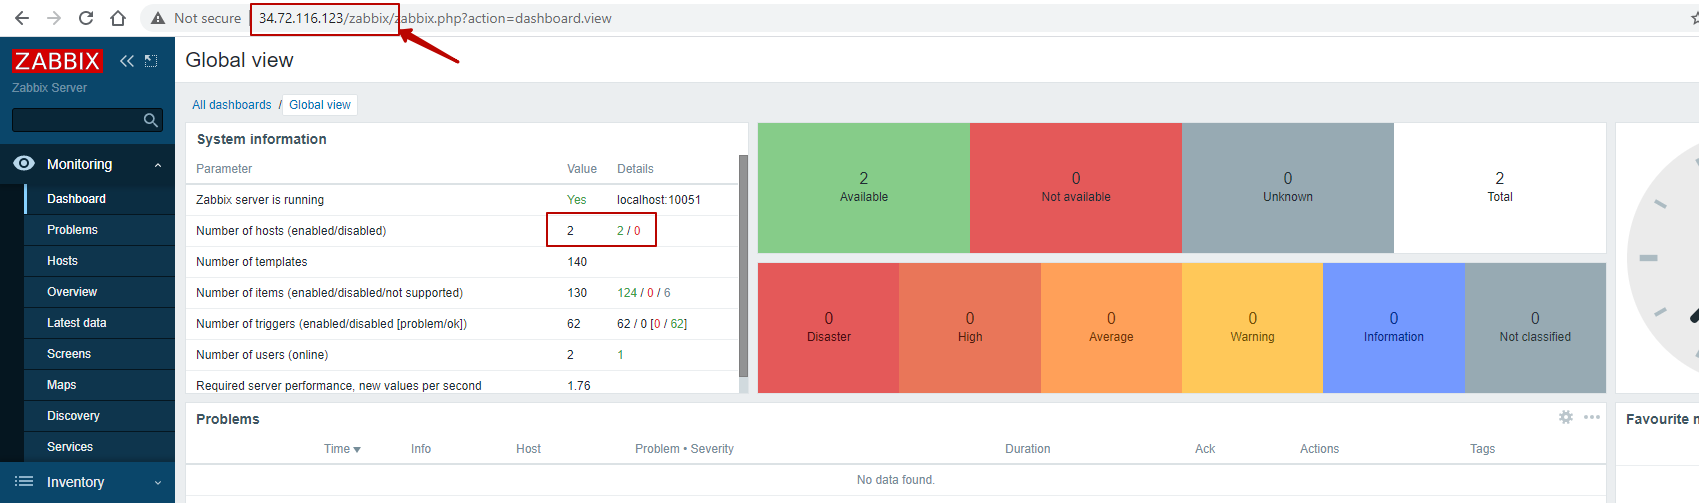 Not secure
34.72.116.123/zabbix/zabbix.php?action=dashboard.view
ZABBIX
Zabbix Server
Monitoring
Dashboard
Problems
Hosts
Overview
Latest data
Screens
Maps
Discovery
Services
Inventory
Global view
All dashboards / Global view
System information
Parameter Value Details
Zabbix server is running Yes localhost:10051
Number of hosts (enabled/disabled) 2 2 / 0
Number of templates 140
Number of items (enabled/disabled/not supported) 130 124 / 0 / 6
Number of triggers (enabled/disabled [problem/ok]) 62 62 / 0 [0 / 62]
Number of users (online) 2 1
Required server performance, new values per second 1.76
2 0 0 2
Available Not available Unknown Total
0 0 0 0 0 0
Disaster High Average Warning Information Not classified
Problems
Time Info Host Problem • Severity Duration Ack Actions Tags
No data found.
Favourite